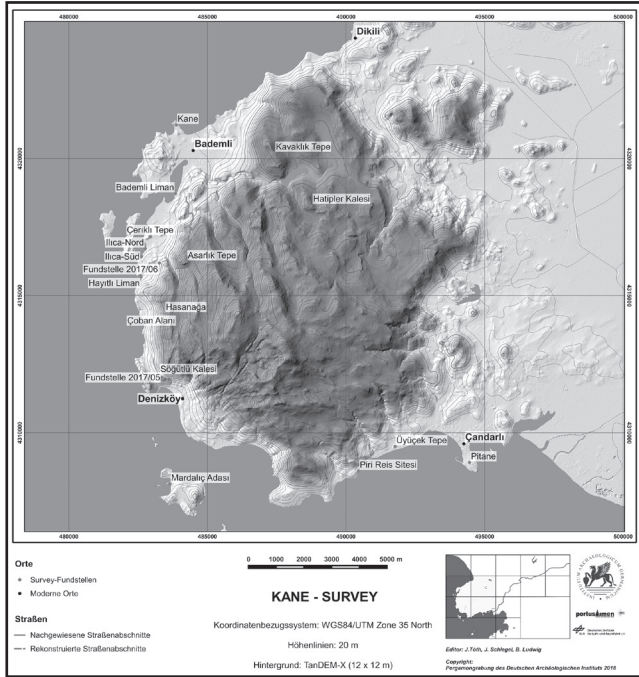 480000 485000 490000 495000 500000
Dikili
Kane
Bademli
Kavaklık Tepe
4320000 4320000
Bademli Liman
Hatipler Kalesi
Çerikli Tepe
Ilıca-Nord
Ilıca-Süd
Asarlık Tepe
Fundstelle 2017/06
Hayıtlı Liman
4315000 4315000
Hasanağa
Çoban Alanı
Söğütlü Kalesi
Fundstelle 2017/05
Denizköy
4310000 4310000
Üyücek Tepe
Çandarlı
Pitane
Piri Reis Sitesi
Mardalıç Adası
480000 485000 490000 495000 500000
Orte
Survey-Fundstellen
Moderne Orte
Straßen
Nachgewiesene Straßenabschnitte
Rekonstruierte Straßenabschnitte
0 1000 2000 3000 4000 5000 m
KANE - SURVEY
Koordinatenbezugssystem: WGS84/UTM Zone 35 North
Höhenlinien: 20 m
Hintergrund: TanDEM-X (12 x 12 m)
Editor: J.Toth, J. Schlegel, B. Ludwig
Copyright:
Pergamongrabung des Deutschen Archäologischen Instituts 2018